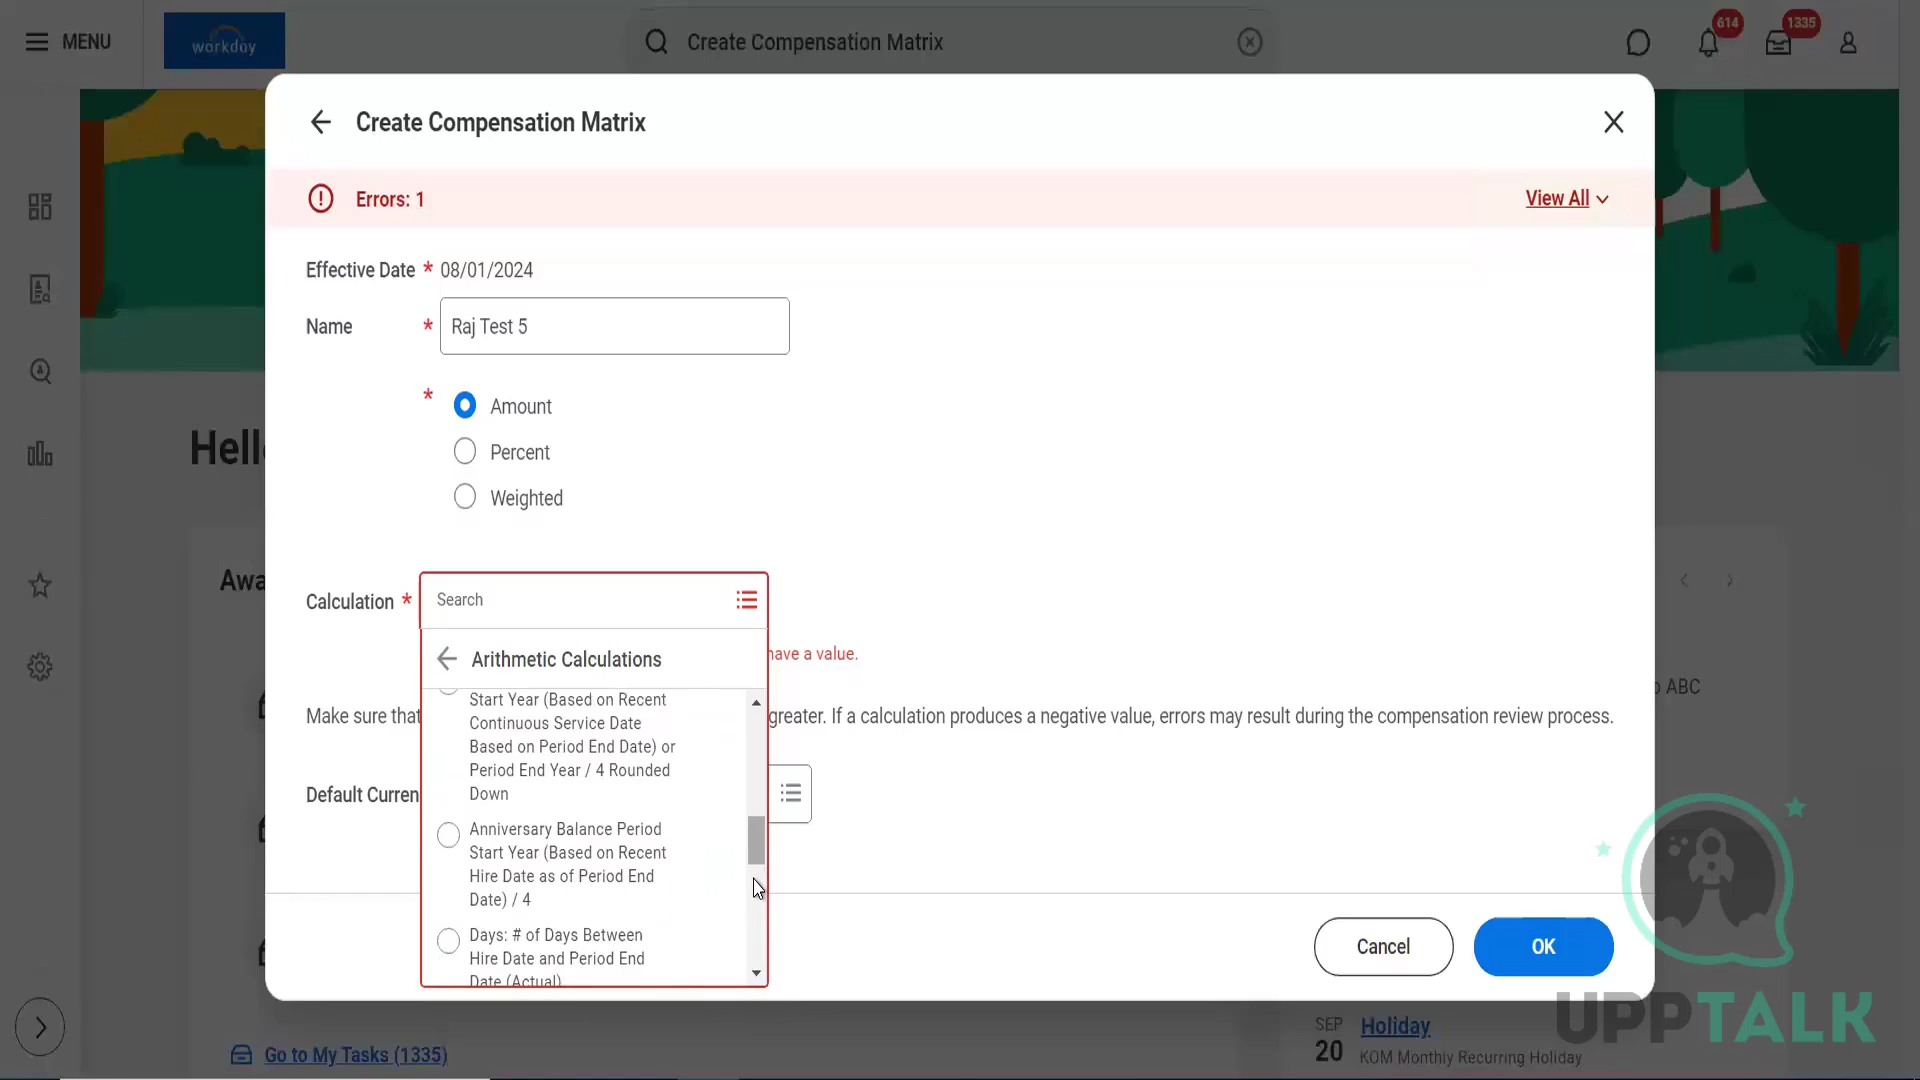 MENU
workday
Create Compensation Matrix
614
1335
Create Compensation Matrix
Errors: 1
View All
Effective Date * 08/01/2024
Name * Raj Test 5
*
Amount
Percent
Weighted
Calculation * Search
Arithmetic Calculations
have a value.
Start Year (Based on Recent
Continuous Service Date
Based on Period End Date) or
Period End Year / 4 Rounded
Down
Make sure that
greater. If a calculation produces a negative value, errors may result during the compensation review process.
Default Curren
Anniversary Balance Period
Start Year (Based on Recent
Hire Date as of Period End
Date) / 4
Days: # of Days Between
Hire Date and Period End
Date (Actual)
Cancel
OK
Hell
Awa
ABC
Go to My Tasks (1335)
SEP
20
Holiday
KOM Monthly Recurring Holiday
UPPTALK